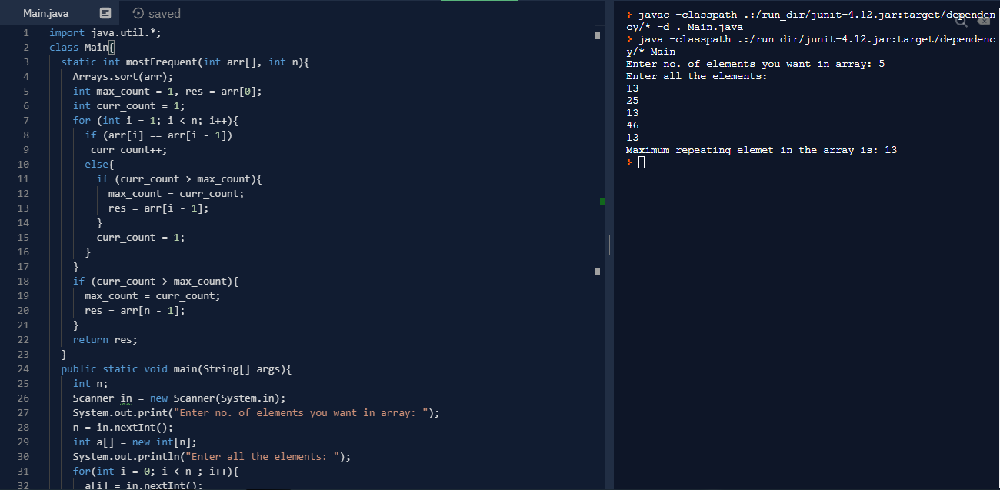 Main.java
saved
1 import java.util.*;
2 class Main{
3 static int mostFrequent(int arr[], int n){
4 Arrays.sort(arr);
5 int max_count = 1, res = arr[0];
6 int curr_count = 1;
7 for (int i = 1; i < n; i++){
8 if (arr[i] == arr[i - 1])
9 curr_count++;
10 else{
11 if (curr_count > max_count){
12 max_count = curr_count;
13 res = arr[i - 1];
14 }
15 curr_count = 1;
16 }
17 }
18 if (curr_count > max_count){
19 max_count = curr_count;
20 res = arr[n - 1];
21 }
22 return res;
23 }
24 public static void main(String[] args){
25 int n;
26 Scanner in = new Scanner(System.in);
27 System.out.print("Enter no. of elements you want in array: ");
28 n = in.nextInt();
29 int a[] = new int[n];
30 System.out.println("Enter all the elements: ");
31 for(int i = 0; i < n ; i++){
32 a[i] = in.nextInt();
javac -classpath .:/run_dir/junit-4.12.jar:target/dependen
cy/* -d . Main.java
java -classpath .:/run_dir/junit-4.12.jar:target/dependenc
y/* Main
Enter no. of elements you want in array: 5
Enter all the elements:
13
25
13
46
13
Maximum repeating elemet in the array is: 13